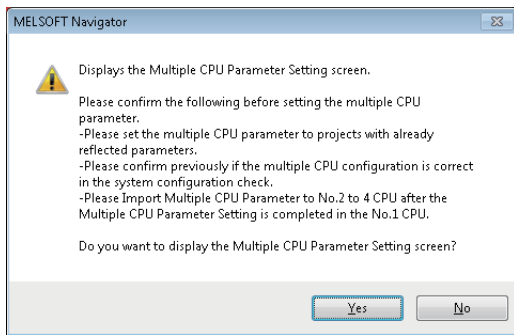 MELSOFT Navigator
Displays the Multiple CPU Parameter Setting screen.
Please confirm the following before setting the multiple CPU
parameter.
-Please set the multiple CPU parameter to projects with already
reflected parameters.
-Please confirm previously if the multiple CPU configuration is correct
in the system configuration check.
-Please Import Multiple CPU Parameter to No.2 to 4 CPU after the
Multiple CPU Parameter Setting is completed in the No.1 CPU.
Do you want to display the Multiple CPU Parameter Setting screen?
Yes No